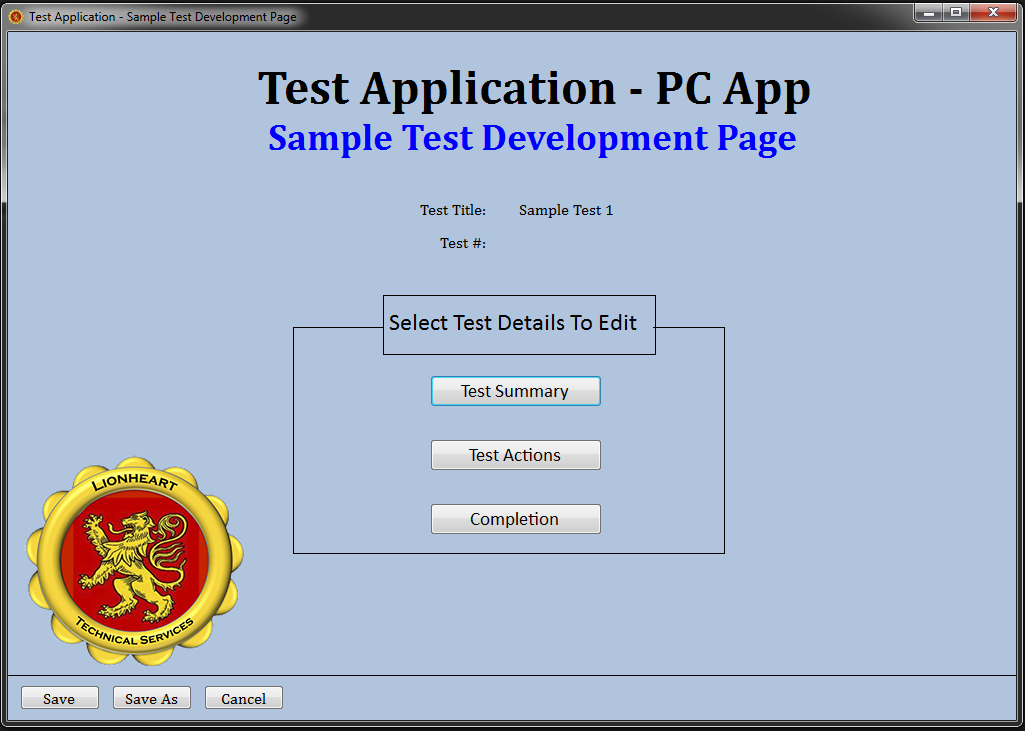 Test Application - Sample Test Development Page
Test Application - PC App
Sample Test Development Page
Test Title: Sample Test 1
Test #:
Select Test Details To Edit
Test Summary
Test Actions
Completion
LIONHEART
TECHNICAL SERVICES
Save Save As Cancel